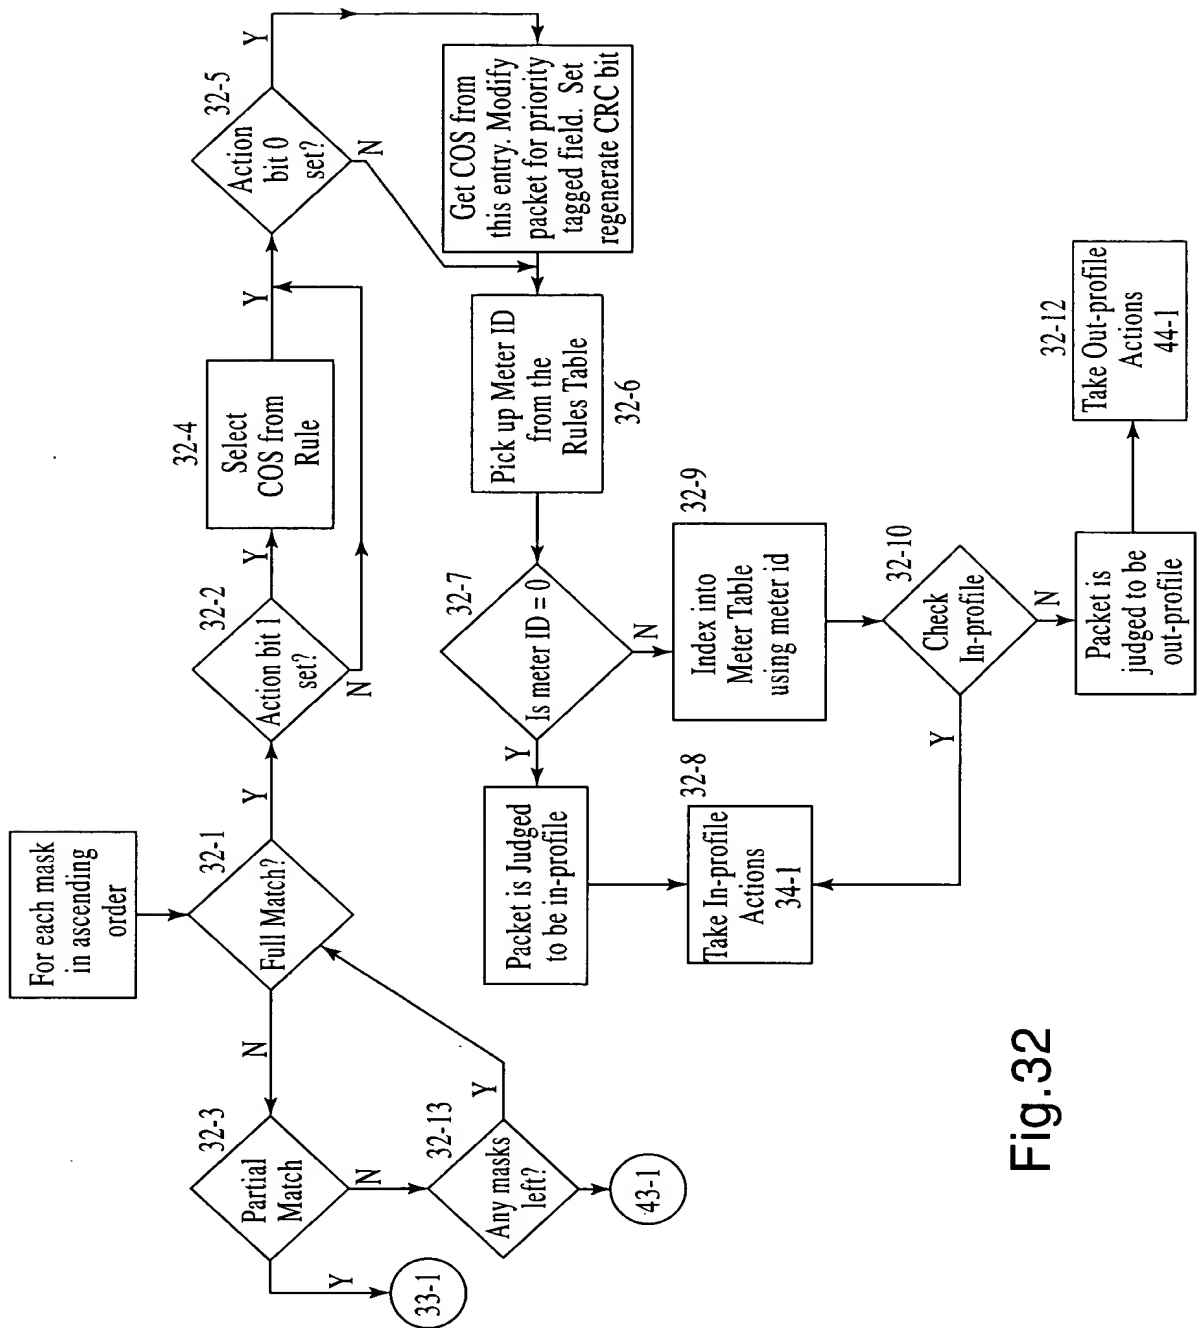 For each mask
in ascending
order
32-1
Full Match?
Y
N
32-2
Action bit 1
set?
Y
N
32-4
Select
COS from
Rule
Y
32-5
Action
bit 0
set?
Y
N
Get COS from
this entry. Modify
packet for priority
tagged field. Set
regenerate CRC bit
32-3
Partial
Match
Y
N
33-1
32-13
Any masks
left?
Y
43-1
Pick up Meter ID
from the
Rules Table
32-6
32-7
Is meter ID = 0
Y
N
Packet is Judged
to be in-profile
32-8
Take In-profile
Actions
34-1
32-9
Index into
Meter Table
using meter id
32-10
Check
In-profile
Y
N
Packet is
judged to be
out-profile
32-12
Take Out-profile
Actions
44-1
Fig.32